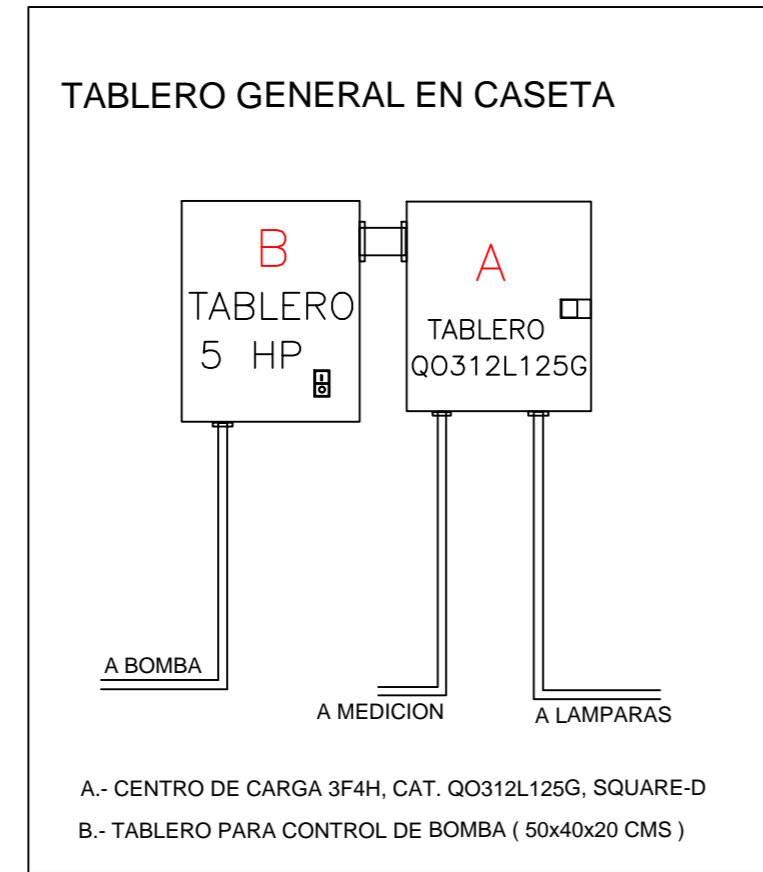 TABLERO GENERAL EN CASETA
B
TABLERO
5 HP
A
TABLERO
QO312L125G
A BOMBA
A MEDICION
A LAMPARAS
A.- CENTRO DE CARGA 3F4H, CAT. QO312L125G, SQUARE-D
B.- TABLERO PARA CONTROL DE BOMBA ( 50x40x20 CMS )